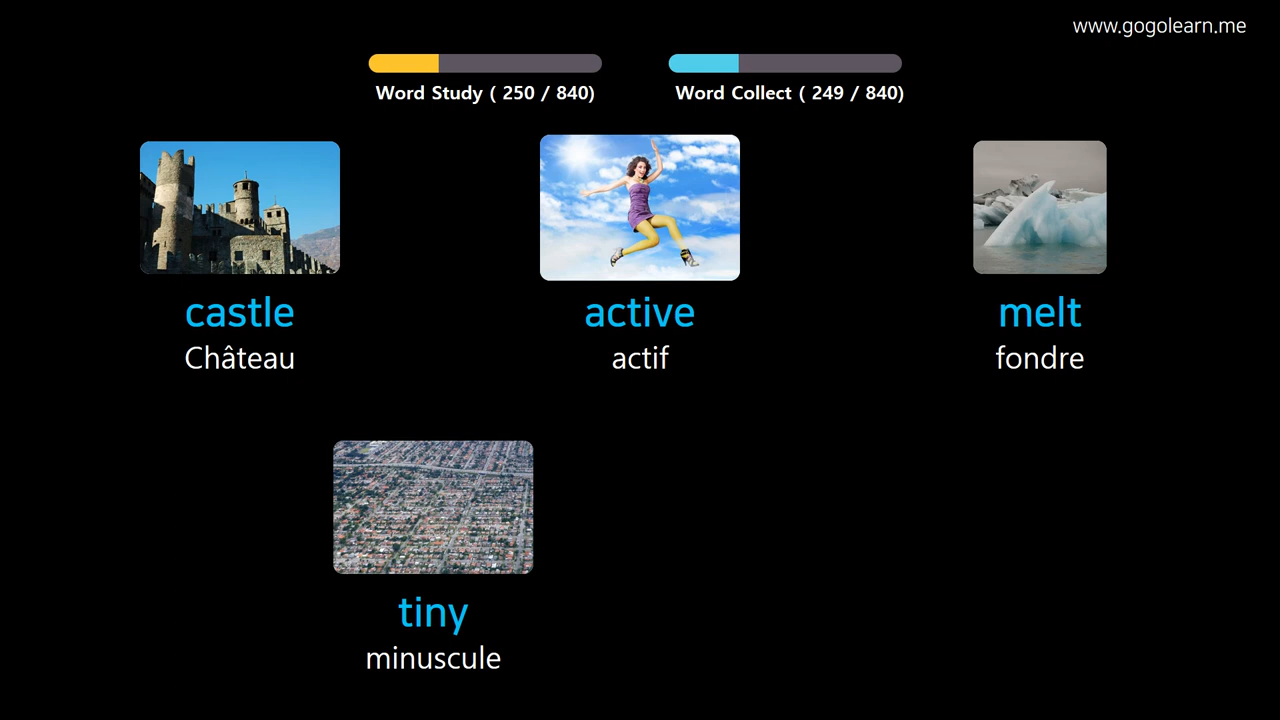 www.gogolearn.me
Word Study ( 250 / 840)
Word Collect ( 249 / 840)
castle
Château
active
actif
melt
fondre
tiny
minuscule